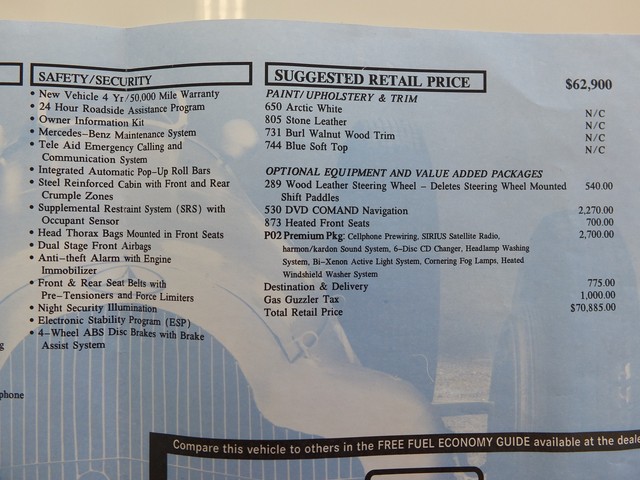 SAFETY/SECURITY
• New Vehicle 4 Yr/50,000 Mile Warranty
• 24 Hour Roadside Assistance Program
• Owner Information Kit
• Mercedes-Benz Maintenance System
• Tele Aid Emergency Calling and
Communication System
• Integrated Automatic Pop-Up Roll Bars
• Steel Reinforced Cabin with Front and Rear
Crumple Zones
• Supplemental Restraint System (SRS) with
Occupant Sensor
• Head Thorax Bags Mounted in Front Seats
• Dual Stage Front Airbags
• Anti-theft Alarm with Engine
Immobilizer
• Front & Rear Seat Belts with
Pre-Tensioners and Force Limiters
• Night Security Illumination
• Electronic Stability Program (ESP)
• 4-Wheel ABS Disc Brakes with Brake
Assist System
g
phone
SUGGESTED RETAIL PRICE $62,900
PAINT/UPHOLSTERY & TRIM
650 Arctic White N/C
805 Stone Leather N/C
731 Burl Walnut Wood Trim N/C
744 Blue Soft Top N/C
OPTIONAL EQUIPMENT AND VALUE ADDED PACKAGES
289 Wood Leather Steering Wheel - Deletes Steering Wheel Mounted 540.00
Shift Paddles
530 DVD COMAND Navigation 2,270.00
873 Heated Front Seats 700.00
P02 Premium Pkg: Cellphone Prewiring, SIRIUS Satellite Radio, 2,700.00
harmon/kardon Sound System, 6-Disc CD Changer, Headlamp Washing
System, Bi-Xenon Active Light System, Cornering Fog Lamps, Heated
Windshield Washer System
Destination & Delivery 775.00
Gas Guzzler Tax 1,000.00
Total Retail Price $70,885.00
Compare this vehicle to others in the FREE FUEL ECONOMY GUIDE available at the deale